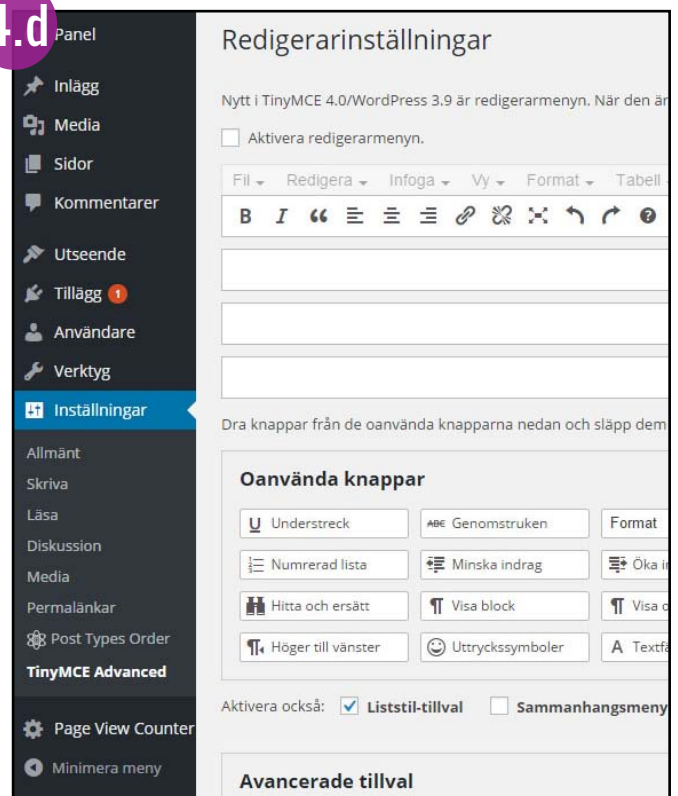 4.d
Panel
Inlägg
Media
Sidor
Kommentarer
Utseende
Tillägg 1
Användare
Verktyg
Inställningar
Allmänt
Skriva
Läsa
Diskussion
Media
Permalänkar
Post Types Order
TinyMCE Advanced
Page View Counter
Minimera meny
Redigerarinställningar
Nytt i TinyMCE 4.0/WordPress 3.9 är redigerarmenyn. När den är
Aktivera redigerarmenyn.
Fil Redigera Infoga Vy Format Tabell
B I
Dra knappar från de oanvända knapparna nedan och släpp dem
Oanvända knappar
U Understreck ABC Genomstruken Format
Numrerad lista Minska indrag Öka
Hitta och ersätt Visa block Visa
Höger till vänster Uttryckssymboler A
Aktivera också: Liststil-tillval Sammanhangsmeny
Avancerade tillval